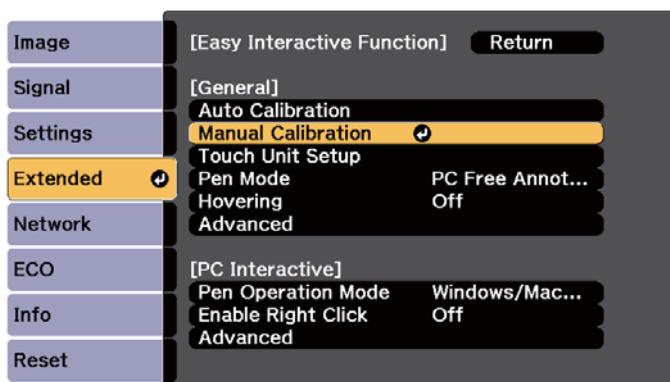 Image
Signal
Settings
Extended
Network
ECO
Info
Reset
[Easy Interactive Function] Return
[General]
Auto Calibration
Manual Calibration
Touch Unit Setup
Pen Mode PC Free Annot...
Hovering Off
Advanced
[PC Interactive]
Pen Operation Mode Windows/Mac...
Enable Right Click Off
Advanced